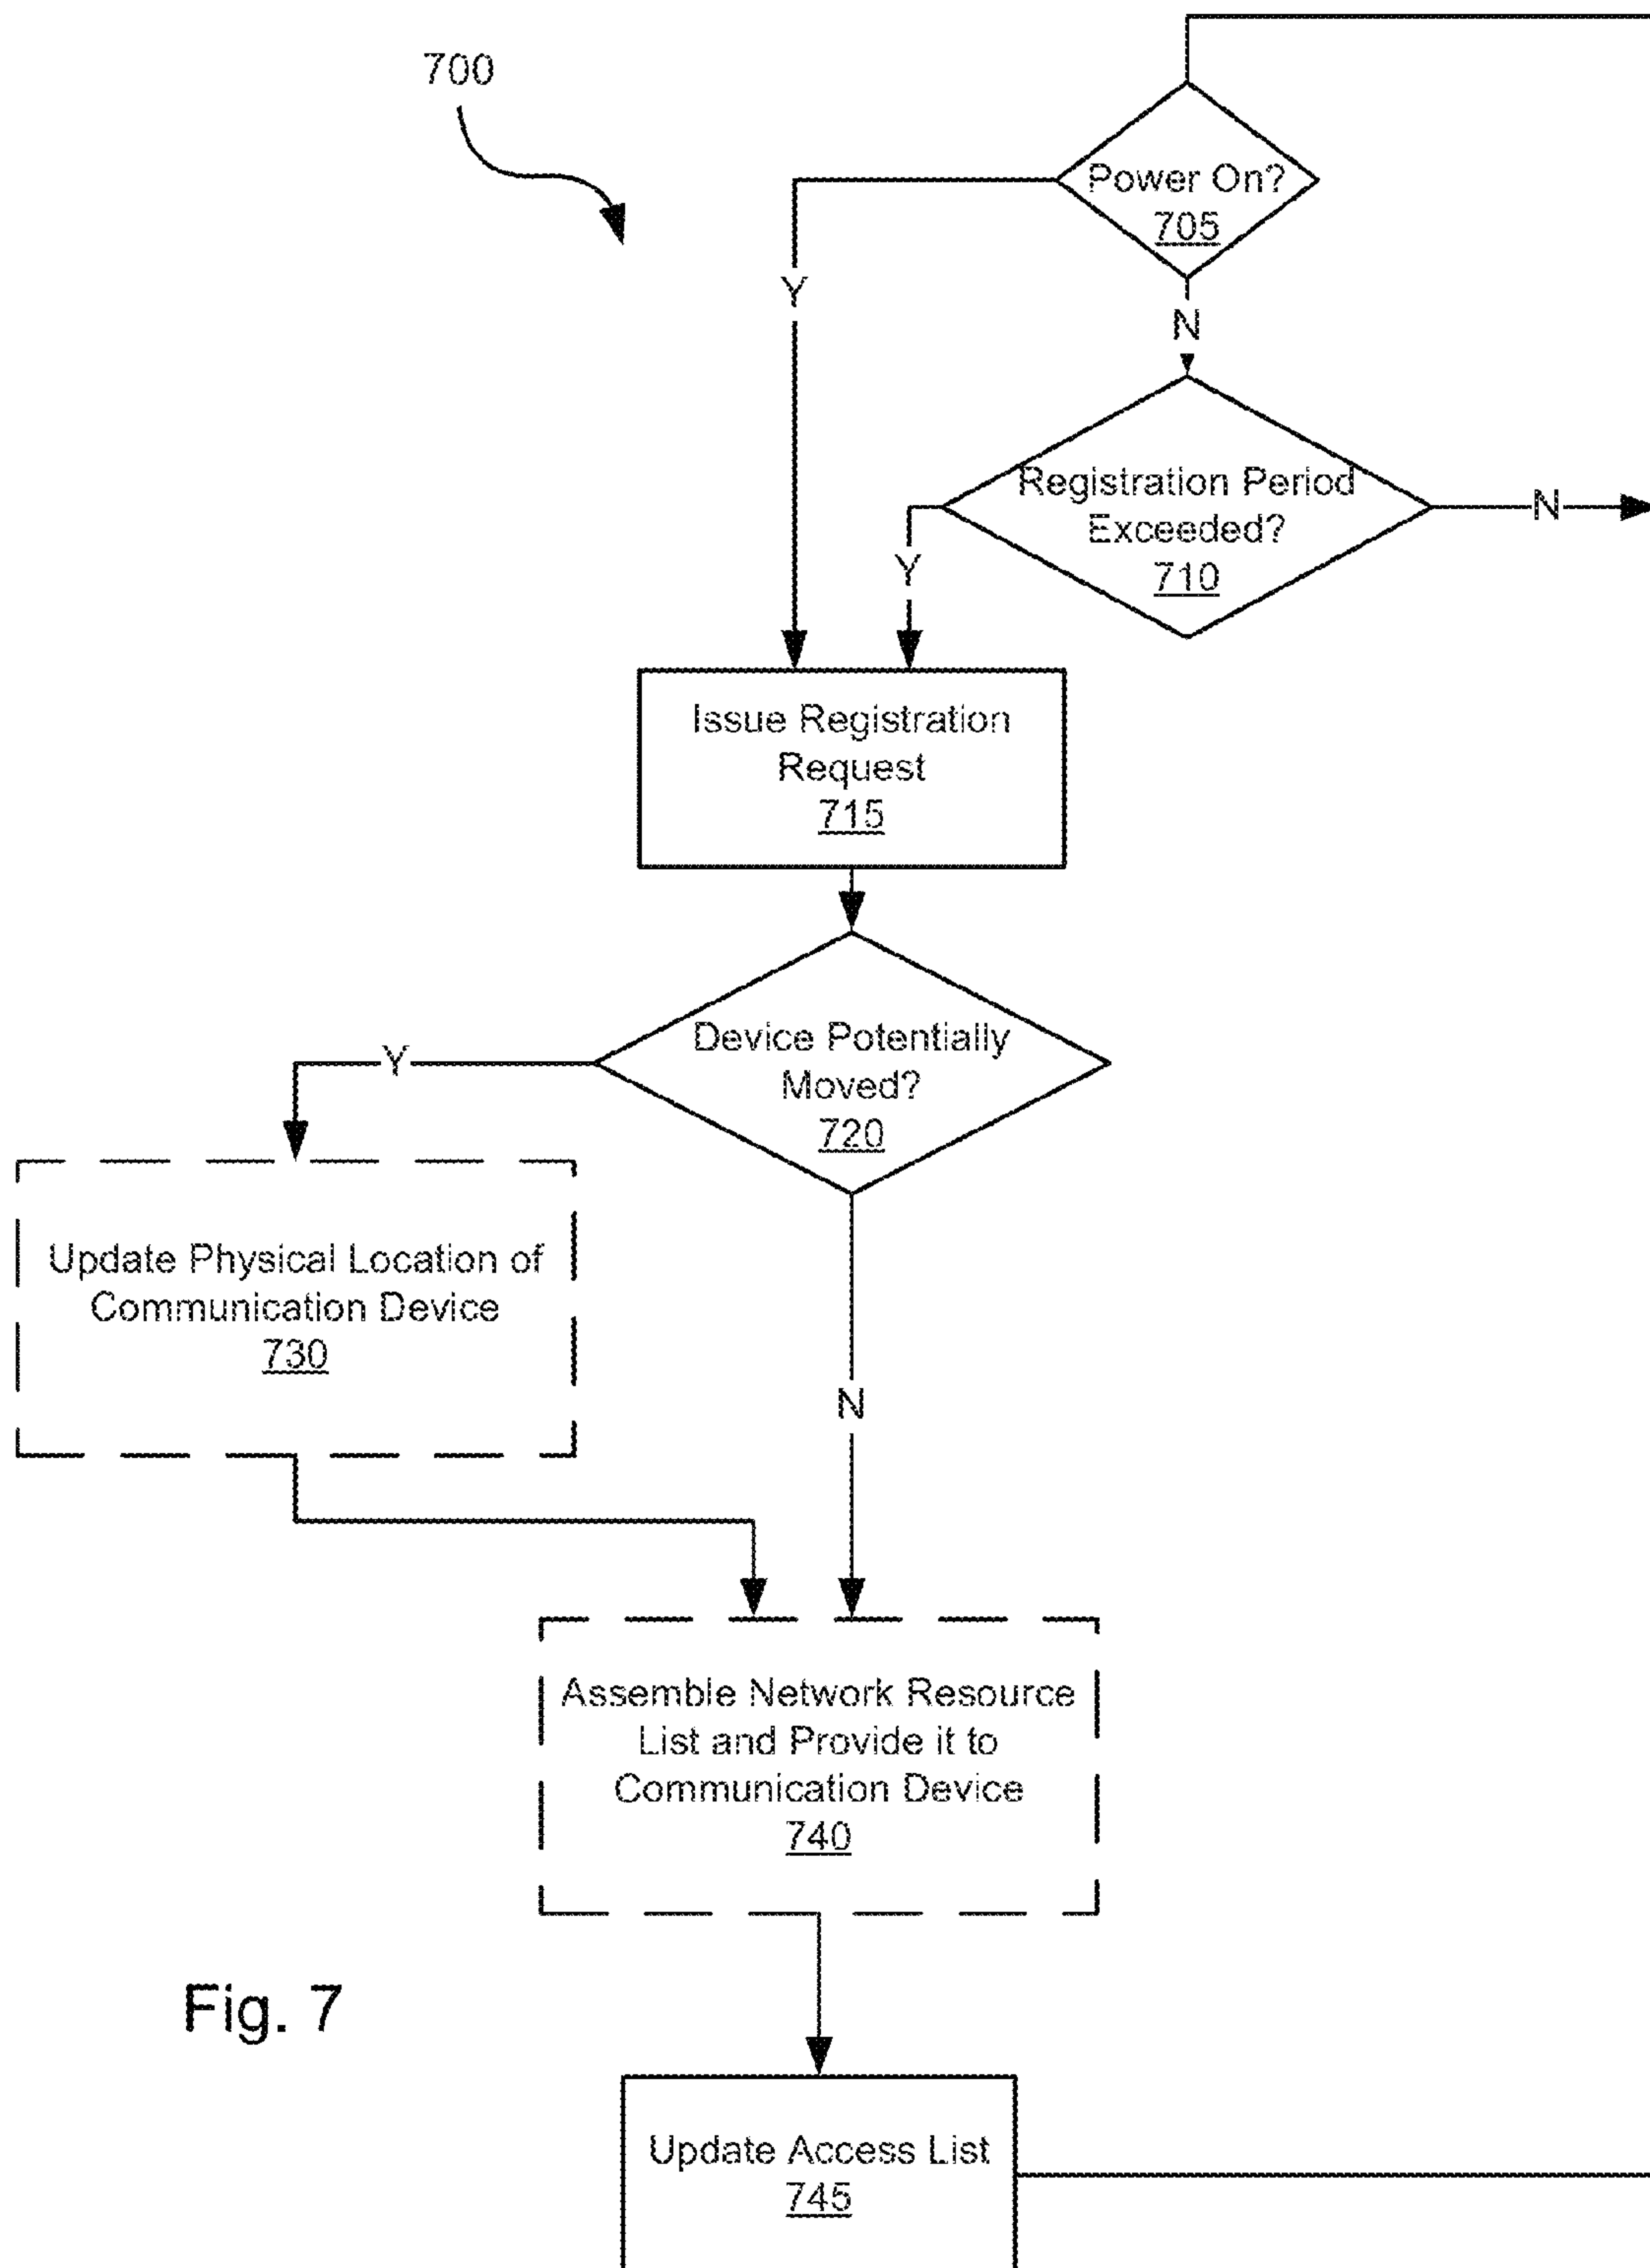 700
Power On?
705
Y
N
Registration Period
Exceeded?
710
N
Y
Issue Registration
Request
715
Device Potentially
Moved?
720
Y
Update Physical Location of
Communication Device
730
N
Assemble Network Resource
List and Provide it to
Communication Device
740
Fig. 7
Update Access List
745